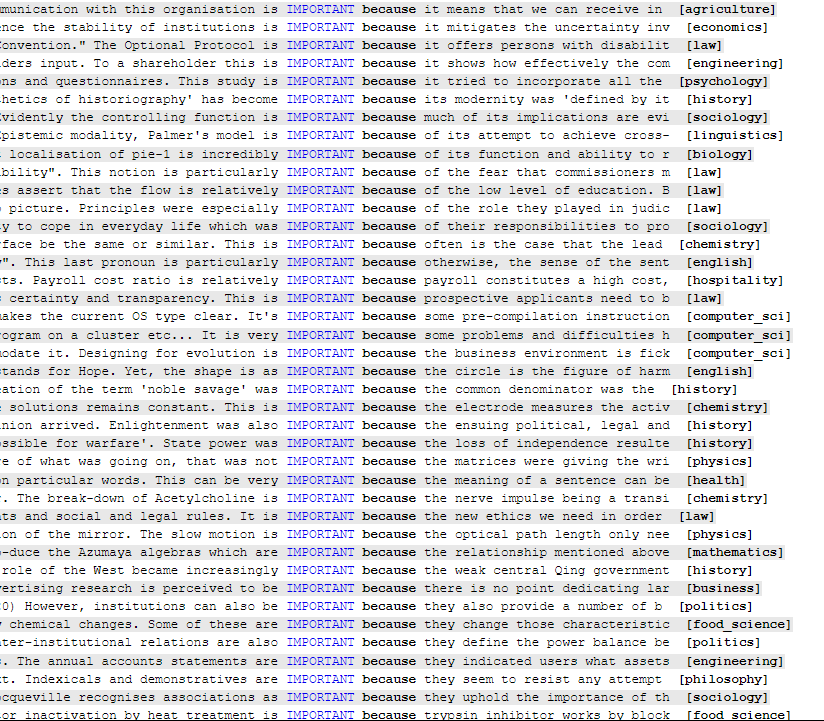 munication with this organisation is IMPORTANT because it means that we can receive in [agriculture]
ence the stability of institutions is IMPORTANT because it mitigates the uncertainty inv [economics]
Convention." The Optional Protocol is IMPORTANT because it offers persons with disabilit [law]
ders input. To a shareholder this is IMPORTANT because it shows how effectively the com [engineering]
ons and questionnaires. This study is IMPORTANT because it tried to incorporate all the [psychology]
hetics of historiography' has become IMPORTANT because its modernity was 'defined by it [history]
Evidently the controlling function is IMPORTANT because much of its implications are evi [sociology]
Epistemic modality, Palmer's model is IMPORTANT because of its attempt to achieve cross- [linguistics]
localisation of pie-1 is incredibly IMPORTANT because of its function and ability to r [biology]
bility". This notion is particularly IMPORTANT because of the fear that commissioners m [law]
es assert that the flow is relatively IMPORTANT because of the low level of education. B [law]
picture. Principles were especially IMPORTANT because of the role they played in judic [law]
y to cope in everyday life which was IMPORTANT because of their responsibilities to pro [sociology]
face be the same or similar. This is IMPORTANT because often is the case that the lead [chemistry]
y". This last pronoun is particularly IMPORTANT because otherwise, the sense of the sent [english]
sts. Payroll cost ratio is relatively IMPORTANT because payroll constitutes a high cost, [hospitality]
s certainty and transparency. This is IMPORTANT because prospective applicants need to b [law]
makes the current OS type clear. It's IMPORTANT because some pre-compilation instruction [computer_sci]
rogram on a cluster etc... It is very IMPORTANT because some problems and difficulties h [computer_sci]
modate it. Designing for evolution is IMPORTANT because the business environment is fick [computer_sci]
stands for Hope. Yet, the shape is as IMPORTANT because the circle is the figure of harm [english]
eation of the term 'noble savage' was IMPORTANT because the common denominator was the [history]
e solutions remains constant. This is IMPORTANT because the electrode measures the activ [chemistry]
nion arrived. Enlightenment was also IMPORTANT because the ensuing political, legal and [history]
ossible for warfare'. State power was IMPORTANT because the loss of independence resulte [history]
re of what was going on, that was not IMPORTANT because the matrices were giving the wri [physics]
on particular words. This can be very IMPORTANT because the meaning of a sentence can be [health]
r. The break-down of Acetylcholine is IMPORTANT because the nerve impulse being a transi [chemistry]
nts and social and legal rules. It is IMPORTANT because the new ethics we need in order [law]
ion of the mirror. The slow motion is IMPORTANT because the optical path length only nee [physics]
o-duce the Azumaya algebras which are IMPORTANT because the relationship mentioned above [mathematics]
role of the West became increasingly IMPORTANT because the weak central Qing government [history]
vertising research is perceived to be IMPORTANT because there is no point dedicating lar [business]
0) However, institutions can also be IMPORTANT because they also provide a number of b [politics]
y chemical changes. Some of these are IMPORTANT because they change those characteristic [food_science]
nter-institutional relations are also IMPORTANT because they define the power balance be [politics]
s. The annual accounts statements are IMPORTANT because they indicated users what assets [engineering]
xt. Indexicals and demonstratives are IMPORTANT because they seem to resist any attempt [philosophy]
ocqueville recognises associations as IMPORTANT because they uphold the importance of th [sociology]
or inactivation by heat treatment is IMPORTANT because trypsin inhibitor works by block [food_science]